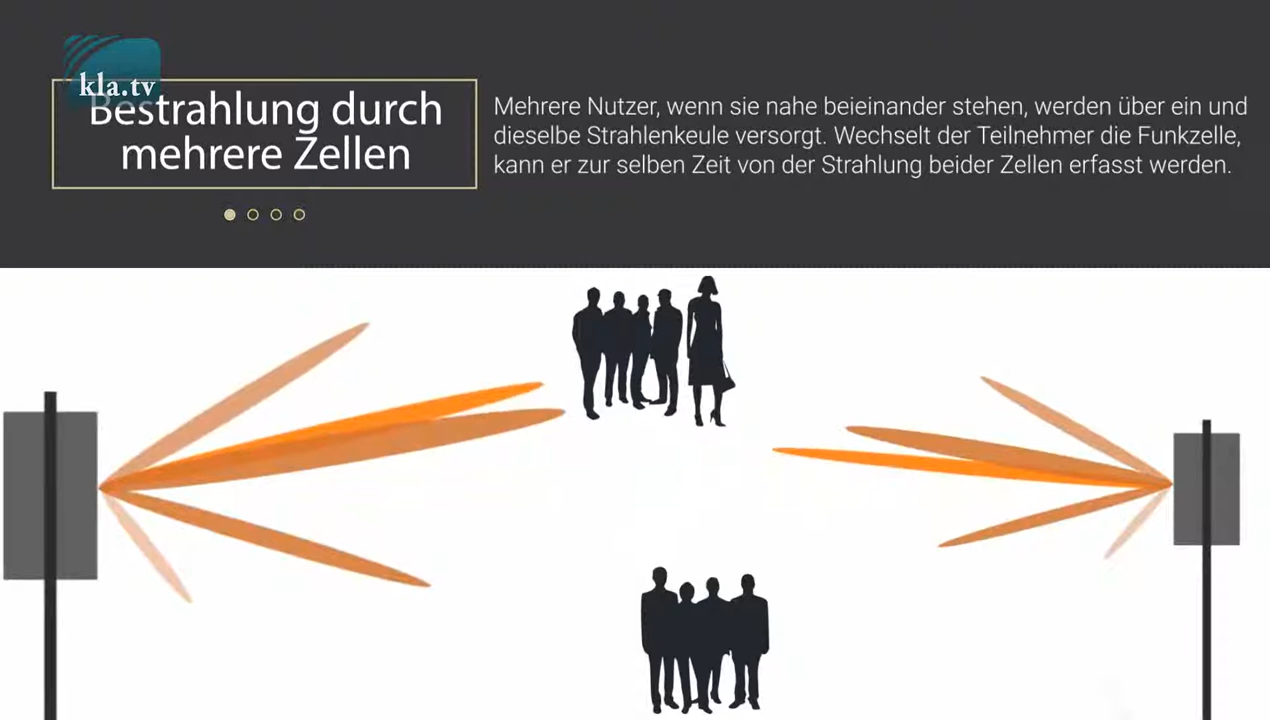 kla.tv
Bestrahlung durch
mehrere Zellen
Mehrere Nutzer, wenn sie nahe beieinander stehen, werden über ein und
dieselbe Strahlenkeule versorgt. Wechselt der Teilnehmer die Funkzelle,
kann er zur selben Zeit von der Strahlung beider Zellen erfasst werden.